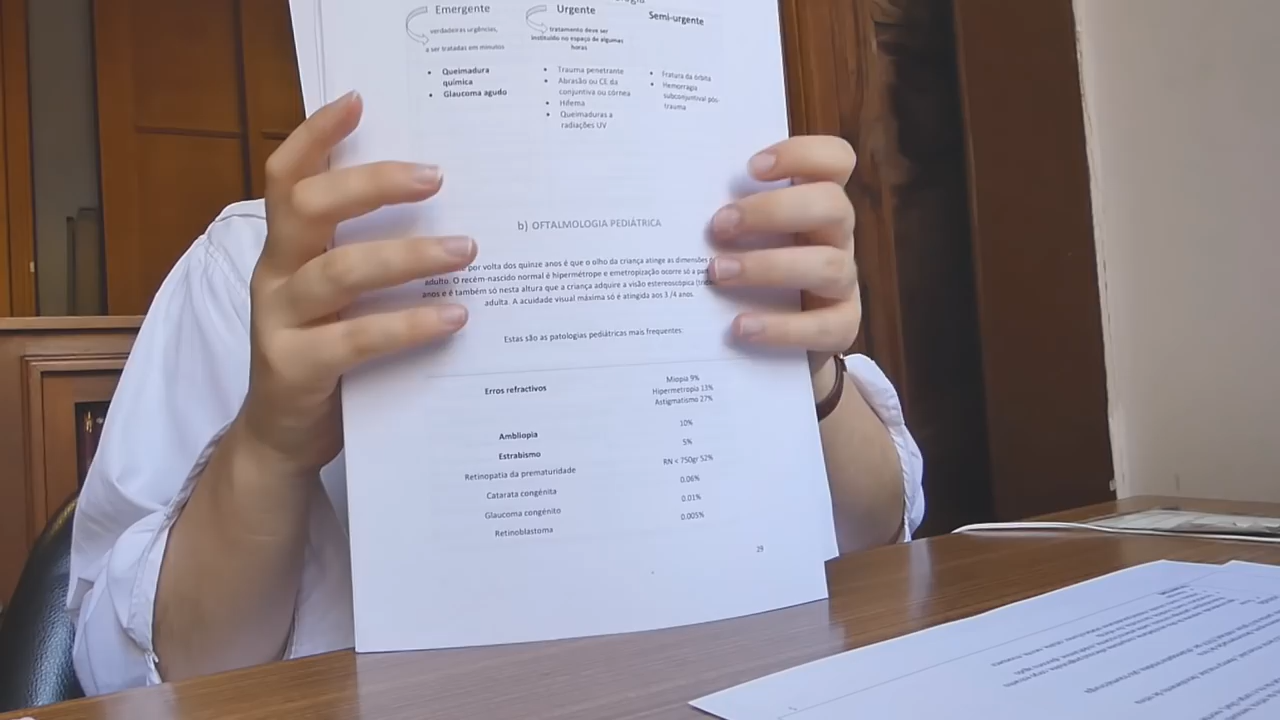 Emergente
verdadeiras urgências,
a ser tratadas em minutos
Queimadura
química
Glaucoma agudo
Urgente
tratamento deve ser
instituído no espaço de algumas
horas
Trauma penetrante
Abrasão ou CE da
conjuntiva ou córnea
Hifema
Queimaduras a
radiações UV
Semi-urgente
Fratura da órbita
Hemorragia
subconjuntival pós-
trauma
b) OFTALMOLOGIA PEDIÁTRICA
por volta dos quinze anos é que o olho da criança atinge as dimensões
adulto. O recém-nascido normal é hipermétrope e emetropização ocorre só a
anos e é também só nesta altura que a criança adquire a visão estereoscópica
adulta. A acuidade visual máxima só é atingida aos 3 /4 anos.
Estas são as patologias pediátricas mais frequentes:
Erros refractivos
Miopia 9%
Hipermetropia 13%
Astigmatismo 27%
Ambliopia 10%
Estrabismo 5%
Retinopatia da prematuridade RN < 750gr 52%
Catarata congénita 0.06%
Glaucoma congénito 0.01%
Retinoblastoma 0.005%
29